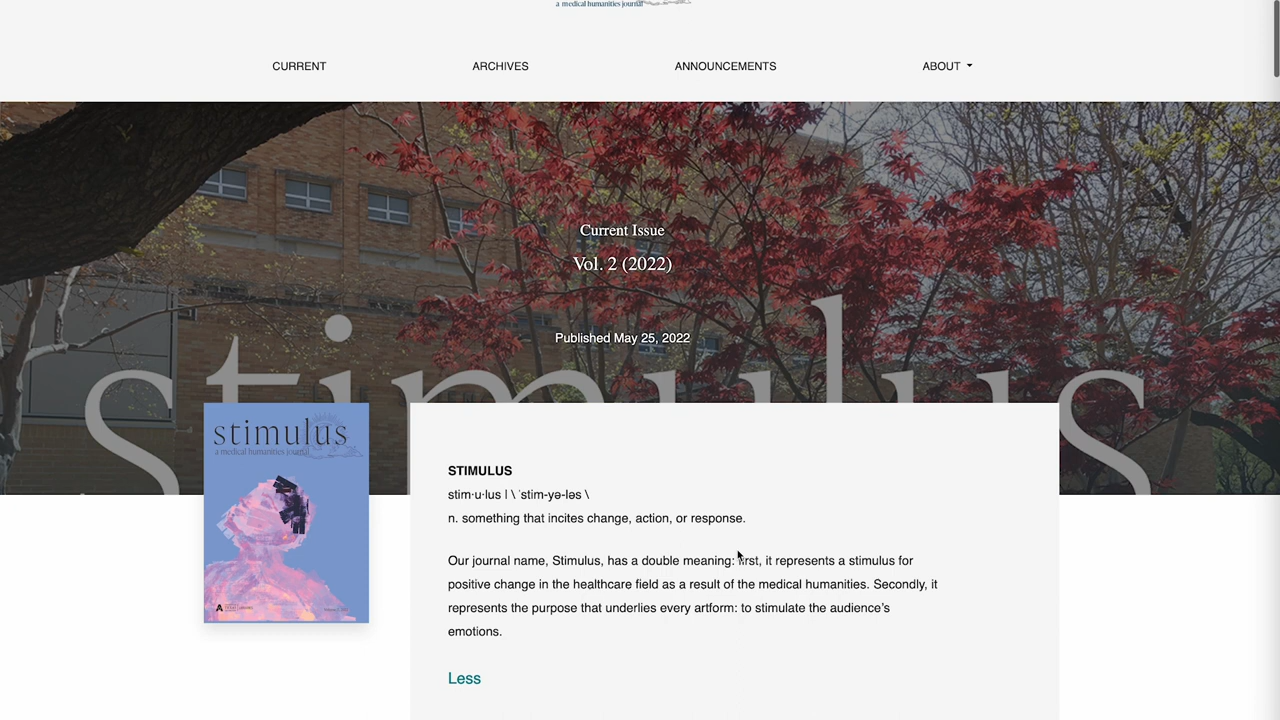 a medical humanities journal
CURRENT
ARCHIVES
ANNOUNCEMENTS
ABOUT
Current Issue
Vol. 2 (2022)
Published May 25, 2022
stimulus
stimulus
a medical humanities journal
STIMULUS
stim·u·lus | \ ˈstim-yə-ləs \
n. something that incites change, action, or response.
Our journal name, Stimulus, has a double meaning: first, it represents a stimulus for
positive change in the healthcare field as a result of the medical humanities. Secondly, it
represents the purpose that underlies every artform: to stimulate the audience’s
emotions.
Less